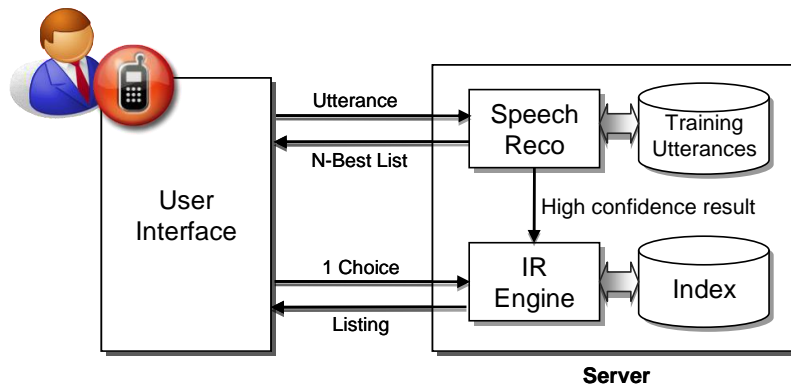 Utterance
N-Best List
User
Interface
1 Choice
Listing
Speech
Reco
Training
Utterances
High confidence result
IR
Engine
Index
Server